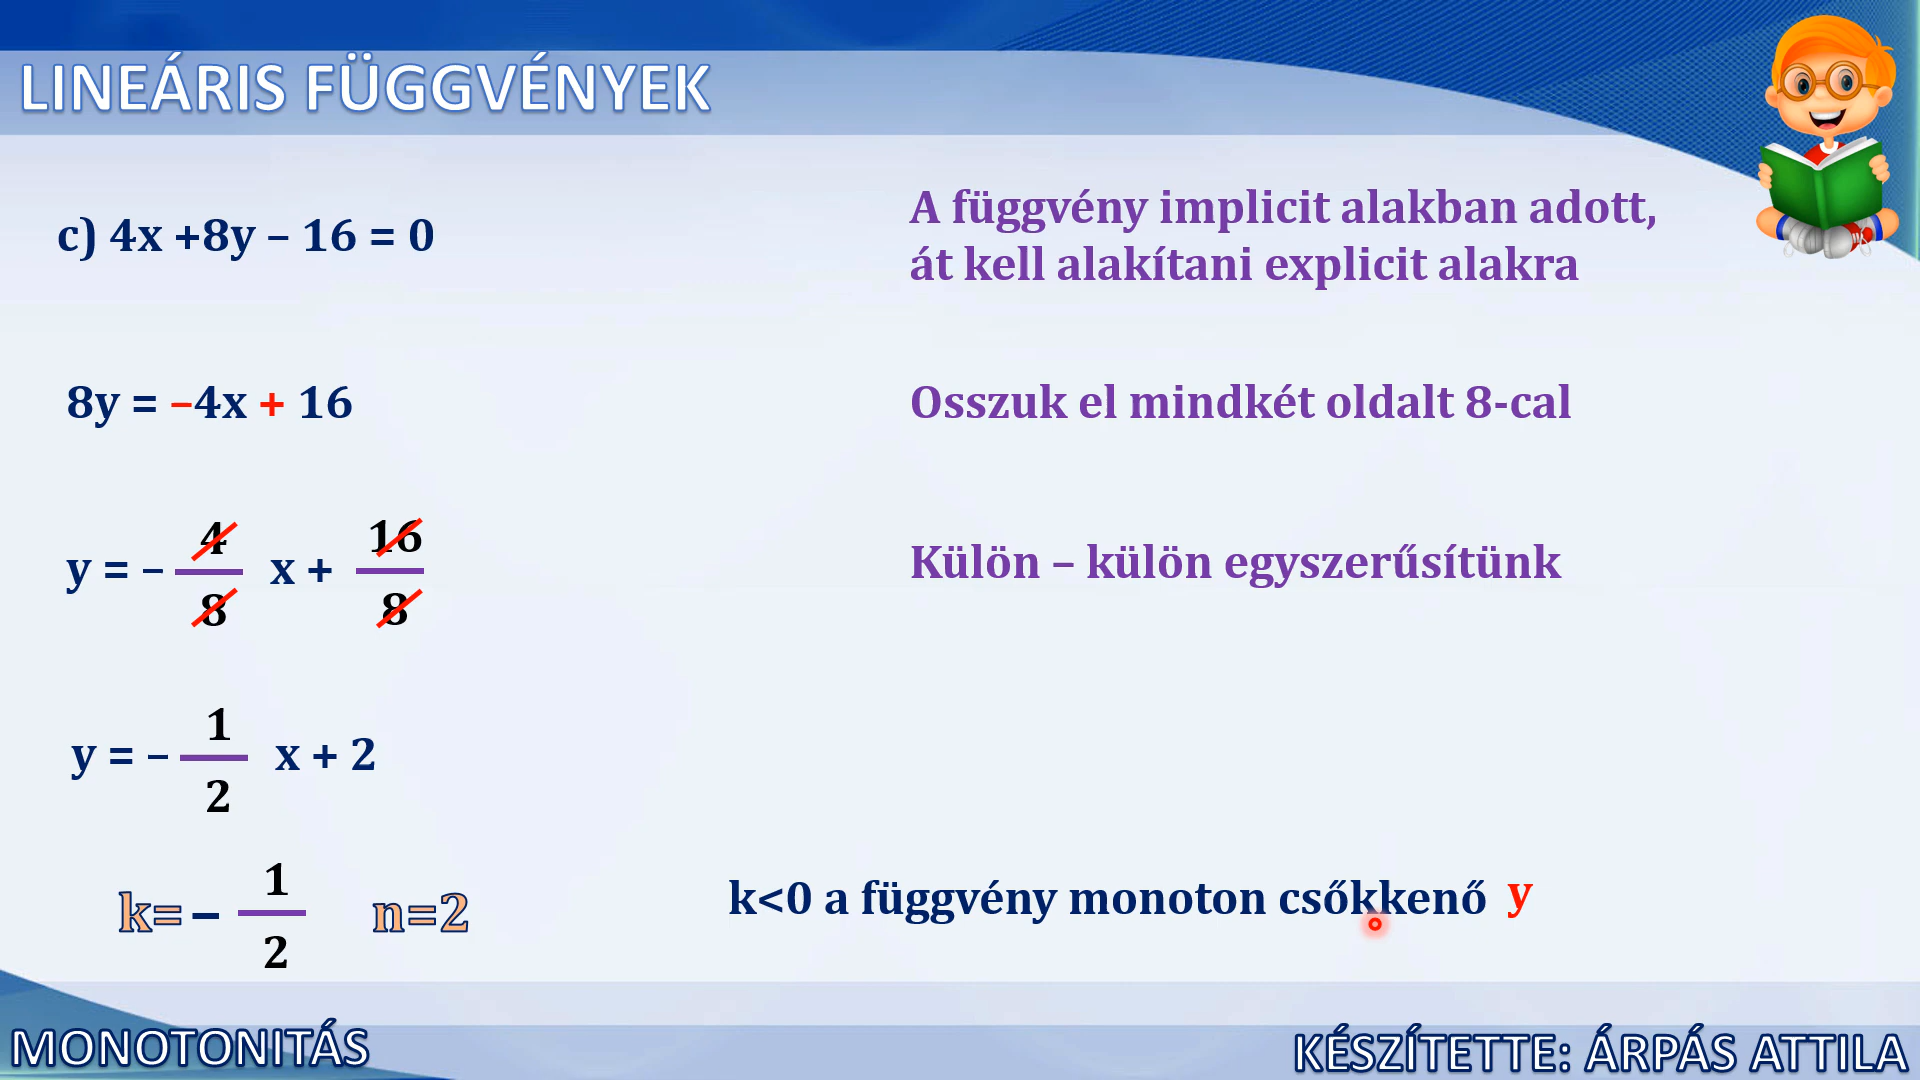 LINEÁRIS FÜGGVÉNYEK
c) 4x +8y – 16 = 0
A függvény implicit alakban adott,
át kell alakítani explicit alakra
8y = –4x + 16
Osszuk el mindkét oldalt 8-cal
y = – 4/8 x + 16/8
Külön – külön egyszerűsítünk
y = – 1/2 x + 2
k= – 1/2 n=2
k<0 a függvény monoton csőkkenő y
MONOTONITÁS
KÉSZÍTETTE: ÁRPÁS ATTILA